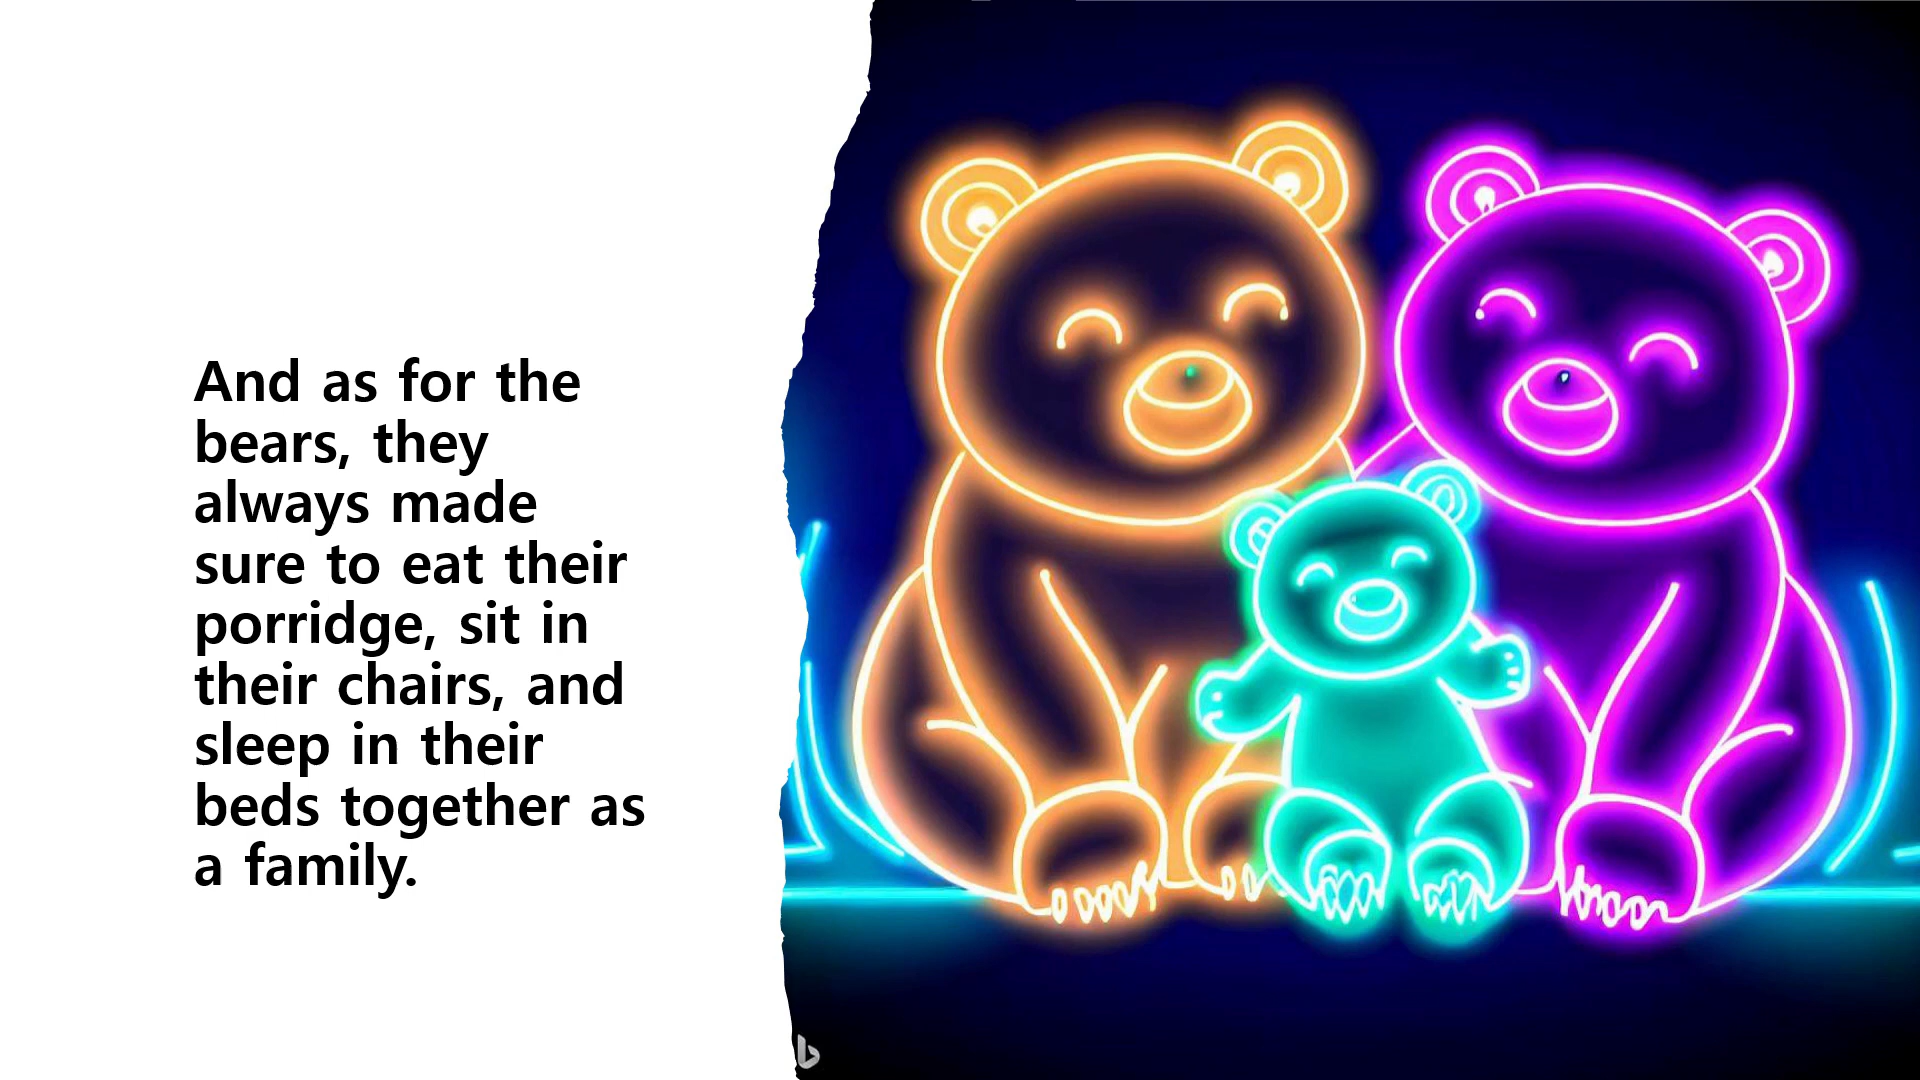 And as for the
bears, they
always made
sure to eat their
porridge, sit in
their chairs, and
sleep in their
beds together as
a family.